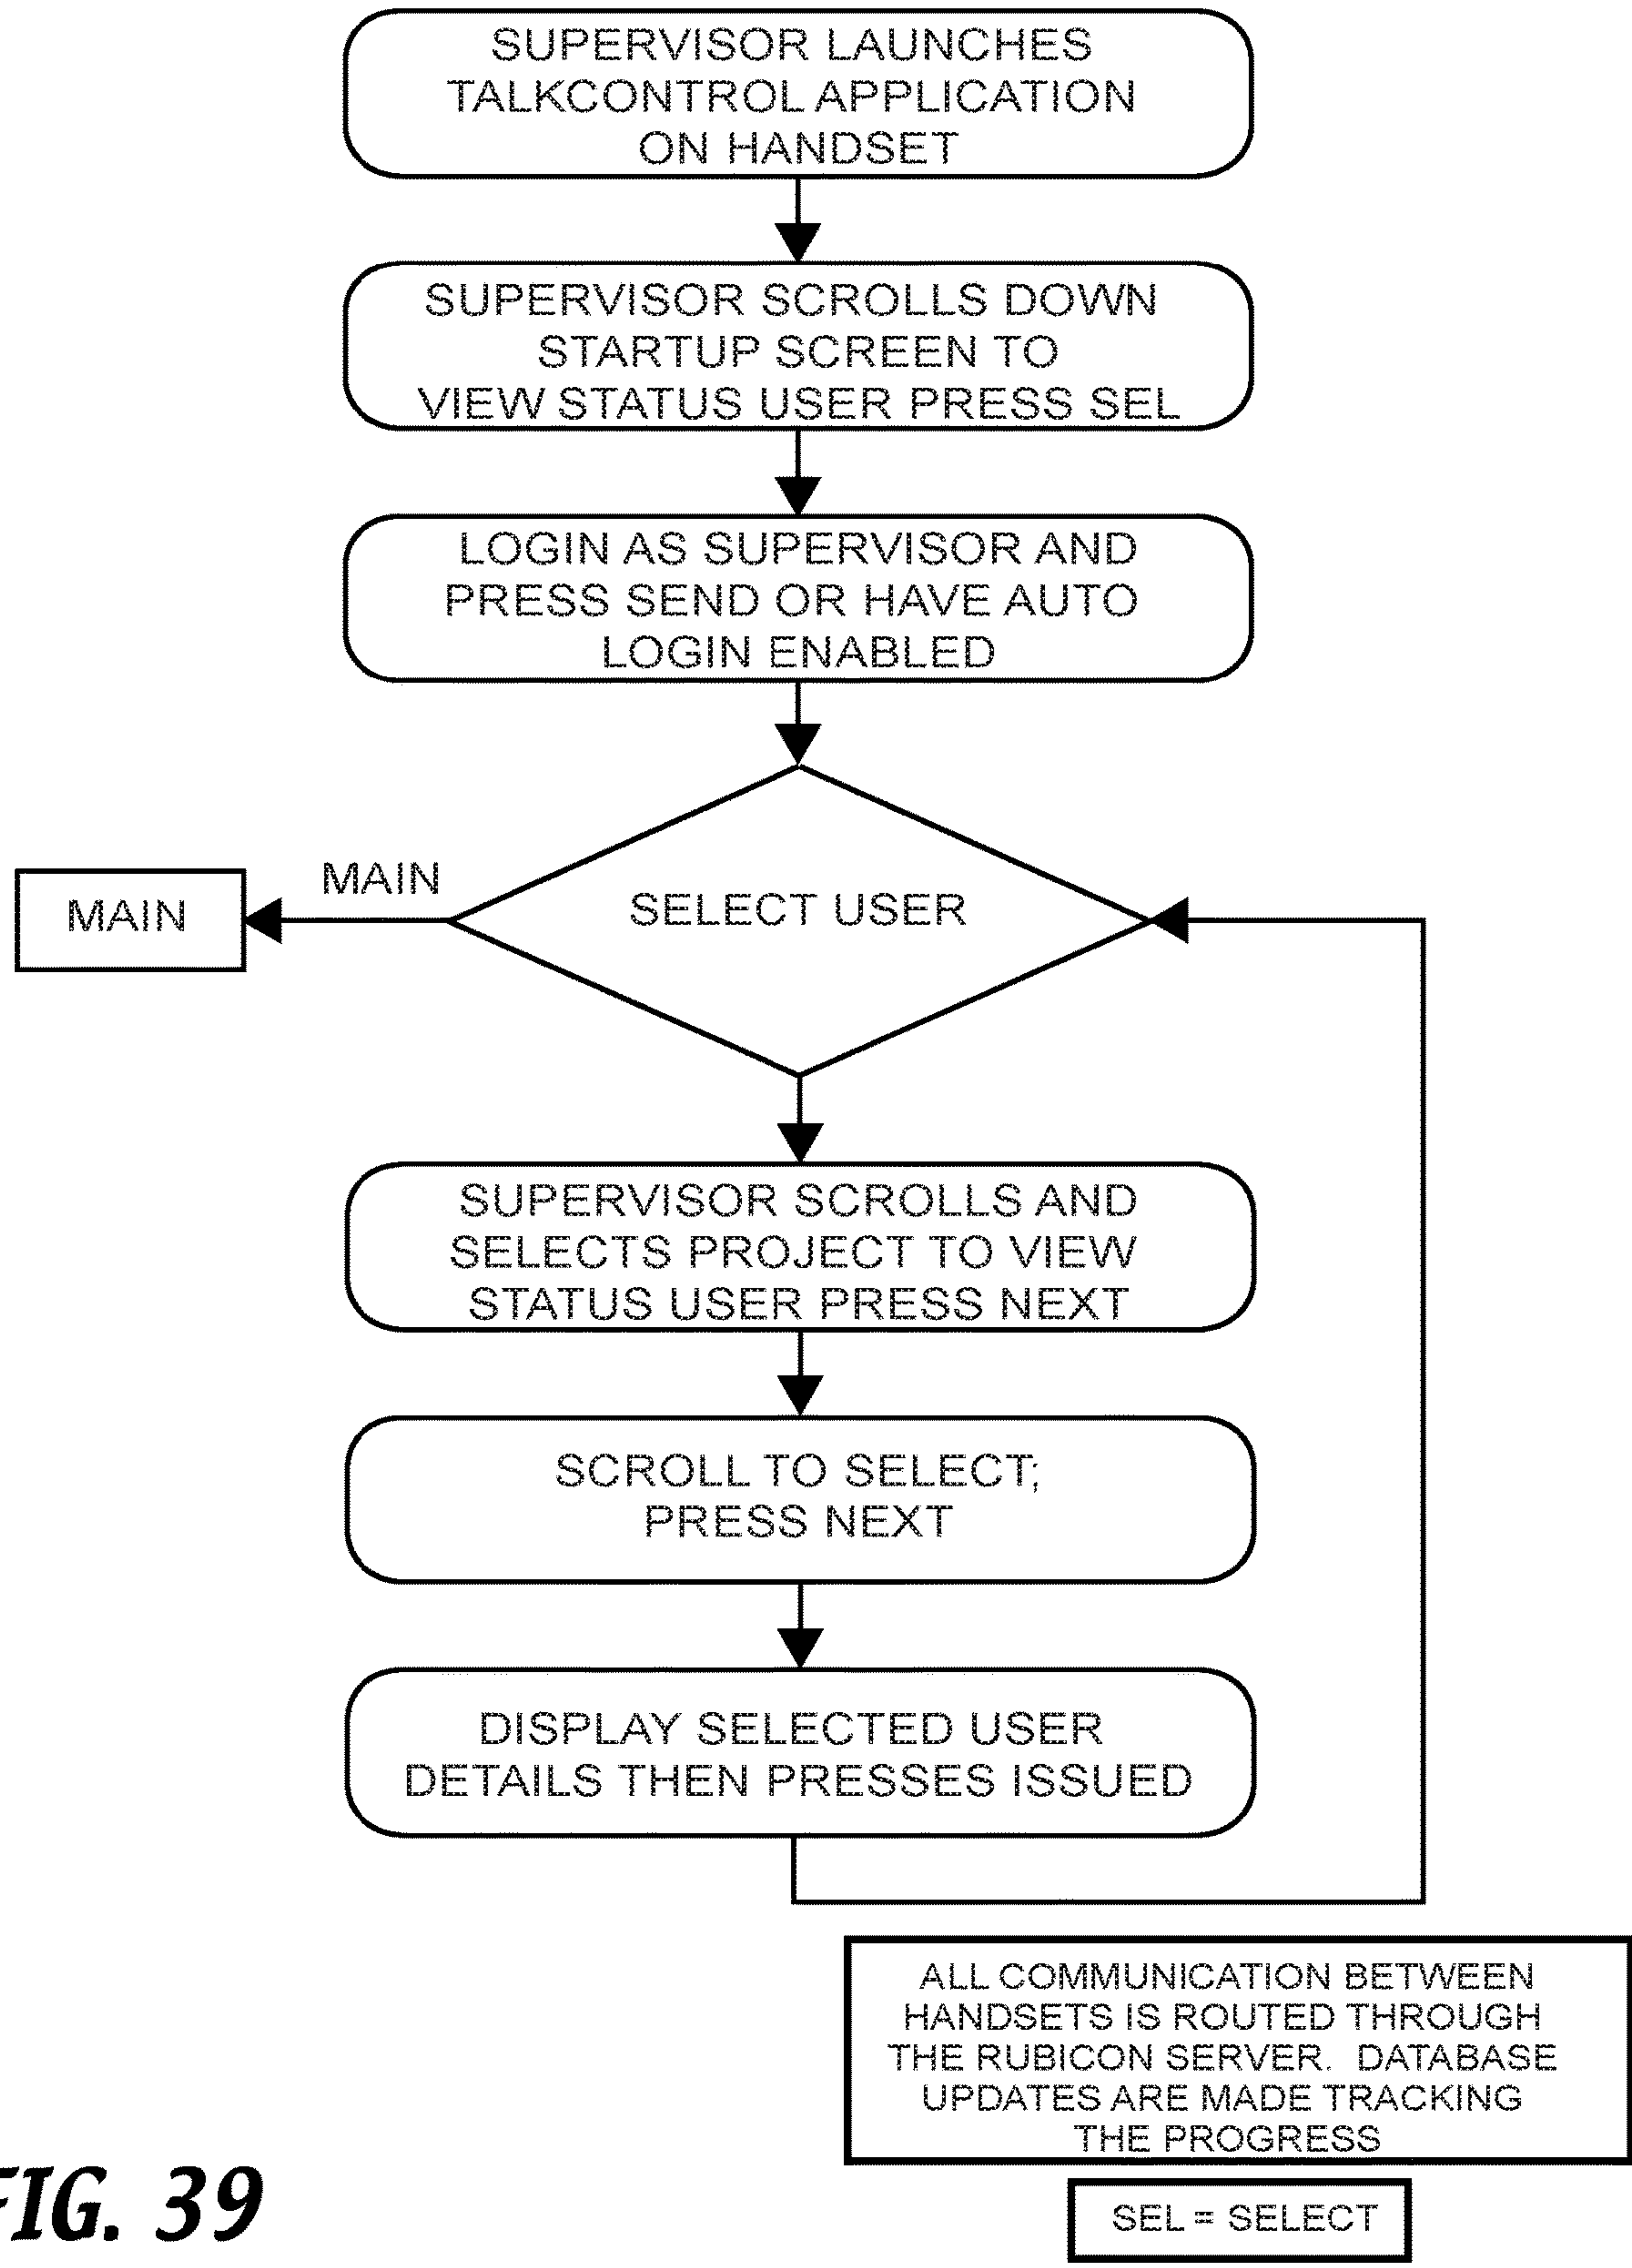 SUPERVISOR LAUNCHES
TALKCONTROL APPLICATION
ON HANDSET
SUPERVISOR SCROLLS DOWN
STARTUP SCREEN TO
VIEW STATUS USER PRESS SEL
LOGIN AS SUPERVISOR AND
PRESS SEND OR HAVE AUTO
LOGIN ENABLED
MAIN
MAIN
SELECT USER
SUPERVISOR SCROLLS AND
SELECTS PROJECT TO VIEW
STATUS USER PRESS NEXT
SCROLL TO SELECT;
PRESS NEXT
DISPLAY SELECTED USER
DETAILS THEN PRESSES ISSUED
ALL COMMUNICATION BETWEEN
HANDSETS IS ROUTED THROUGH
THE RUBICON SERVER. DATABASE
UPDATES ARE MADE TRACKING
THE PROGRESS
SEL = SELECT
FIG. 39